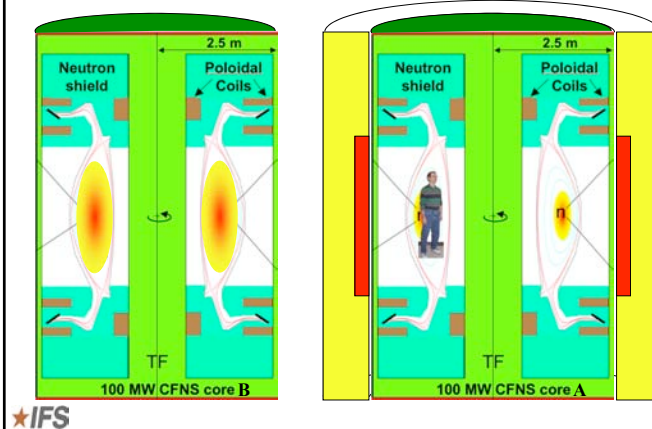 2.5 m
Neutron
shield
Poloidal
Coils
TF
100 MW CFNS core B
2.5 m
Neutron
shield
Poloidal
Coils
n
n
TF
100 MW CFNS core A
IFS